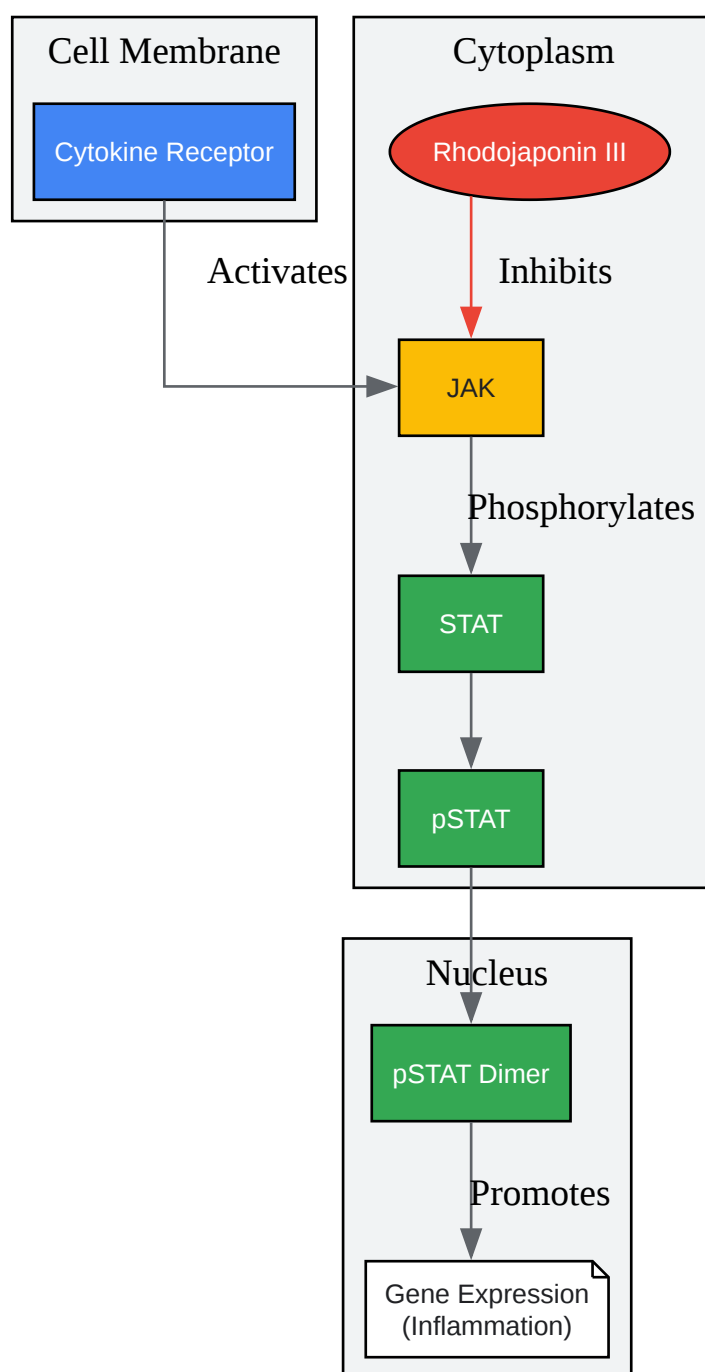 Cell Membrane
Cytoplasm
Cytokine Receptor
Rhodojaponin III
Activates
Inhibits
JAK
Phosphorylates
STAT
pSTAT
Nucleus
pSTAT Dimer
Promotes
Gene Expression
(Inflammation)